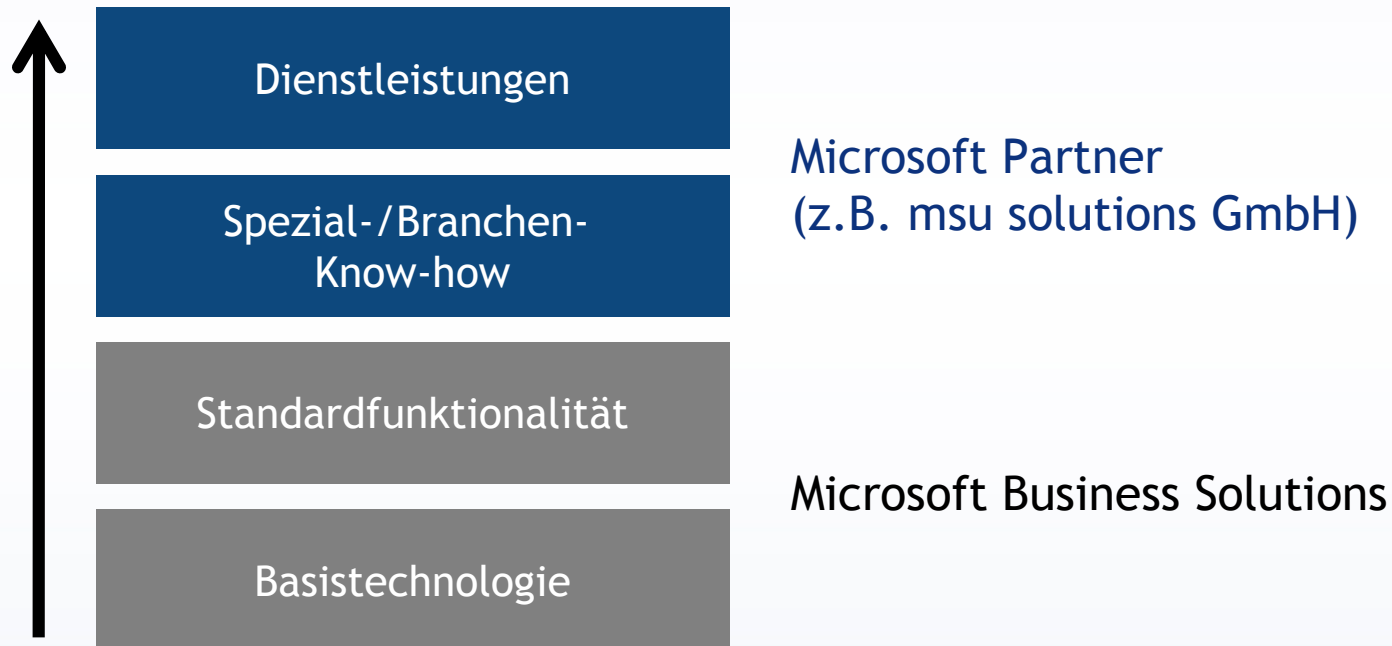 Dienstleistungen
Microsoft Partner
(z.B. msu solutions GmbH)
Spezial-/Branchen-
Know-how
Standardfunktionalität
Microsoft Business Solutions
Basistechnologie